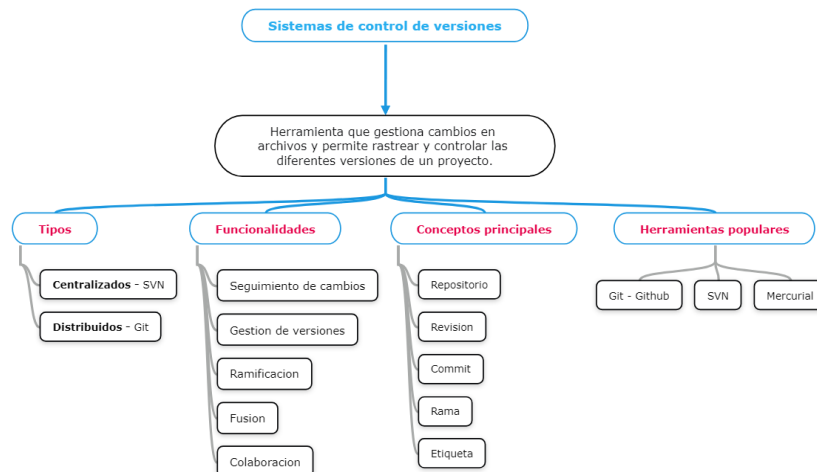 Sistemas de control de versiones
Herramienta que gestiona cambios en
archivos y permite rastrear y controlar las
diferentes versiones de un proyecto.
Tipos
Centralizados - SVN
Distribuidos - Git
Funcionalidades
Seguimiento de cambios
Gestion de versiones
Ramificacion
Fusion
Colaboracion
Conceptos principales
Repositorio
Revision
Commit
Rama
Etiqueta
Herramientas populares
Git - Github
SVN
Mercurial